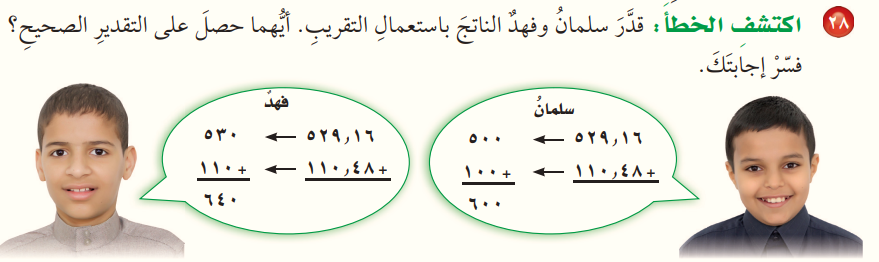 ٢٨ اكتشف الخطأ: قدَّرَ سلمانُ وفهدٌ الناتجَ باستعمالِ التقريبِ. أيُّهما حصلَ على التقديرِ الصحيحِ؟
فسّرْ إجابتَكَ.
سلمانُ
٥٢٩,١٦ ← ٥٠٠
+ ١١٠,٤٨ ← + ١٠٠
٦٠٠
فهدٌ
٥٢٩,١٦ ← ٥٣٠
+ ١١٠,٤٨ ← + ١١٠
٦٤٠